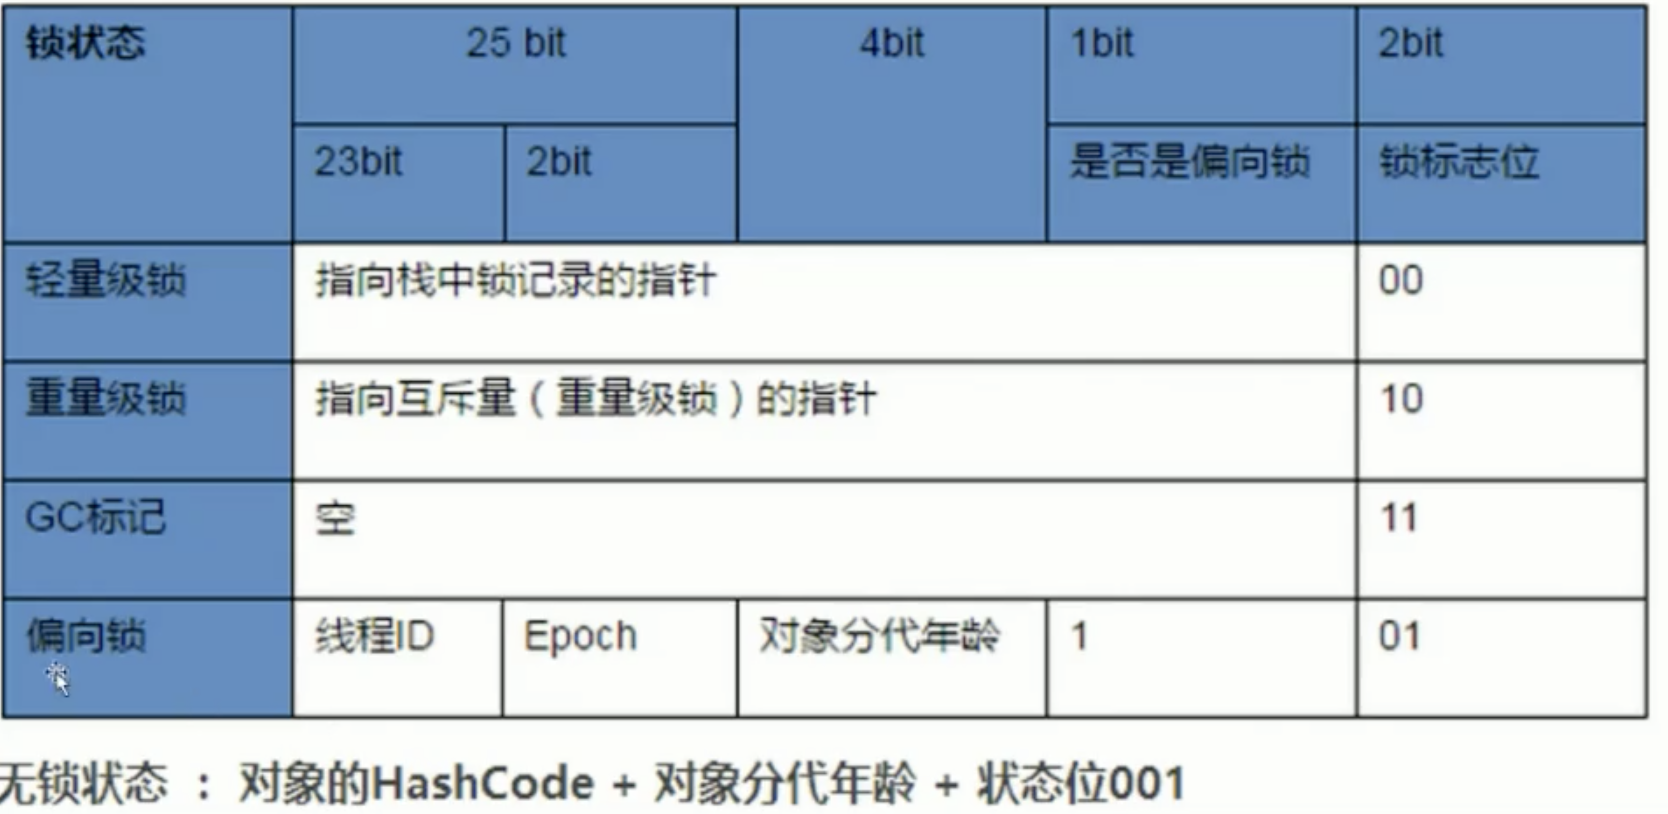 锁状态 25 bit 4bit 1bit 2bit
23bit 2bit 是否是偏向锁 锁标志位
轻量级锁 指向栈中锁记录的指针 00
重量级锁 指向互斥量（重量级锁）的指针 10
GC标记 空 11
偏向锁 线程ID Epoch 对象分代年龄 1 01
无锁状态 ： 对象的HashCode + 对象分代年龄 + 状态位001